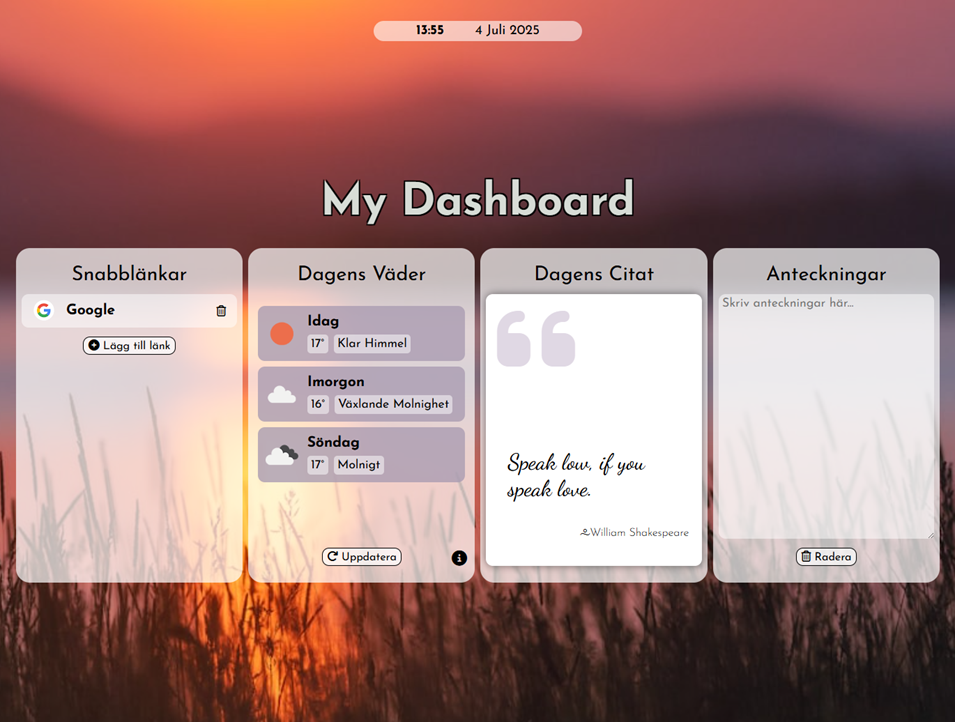 13:55 4 Juli 2025
My Dashboard
Snabblänkar
Google
Lägg till länk
Dagens Väder
Idag
17° Klar Himmel
Imorgon
16° Växlande Molnighet
Söndag
17° Molnigt
Uppdatera
Dagens Citat
Speak low, if you
speak love.
William Shakespeare
Anteckningar
Skriv anteckningar här...
Radera